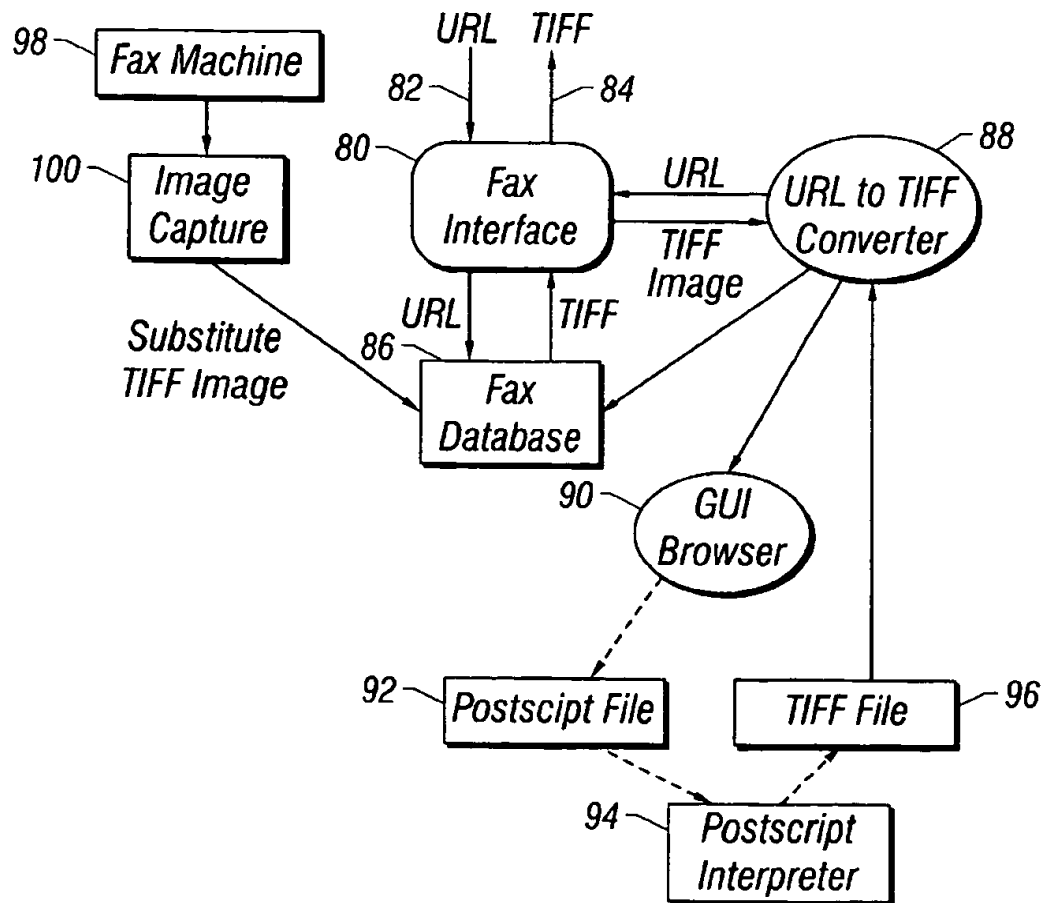 98
Fax Machine
100
Image
Capture
Substitute
TIFF Image
URL
TIFF
82
84
80
Fax
Interface
URL
TIFF
Image
88
URL to TIFF
Converter
URL
TIFF
86
Fax
Database
90
GUI
Browser
92
Postscipt File
TIFF File
96
94
Postscript
Interpreter